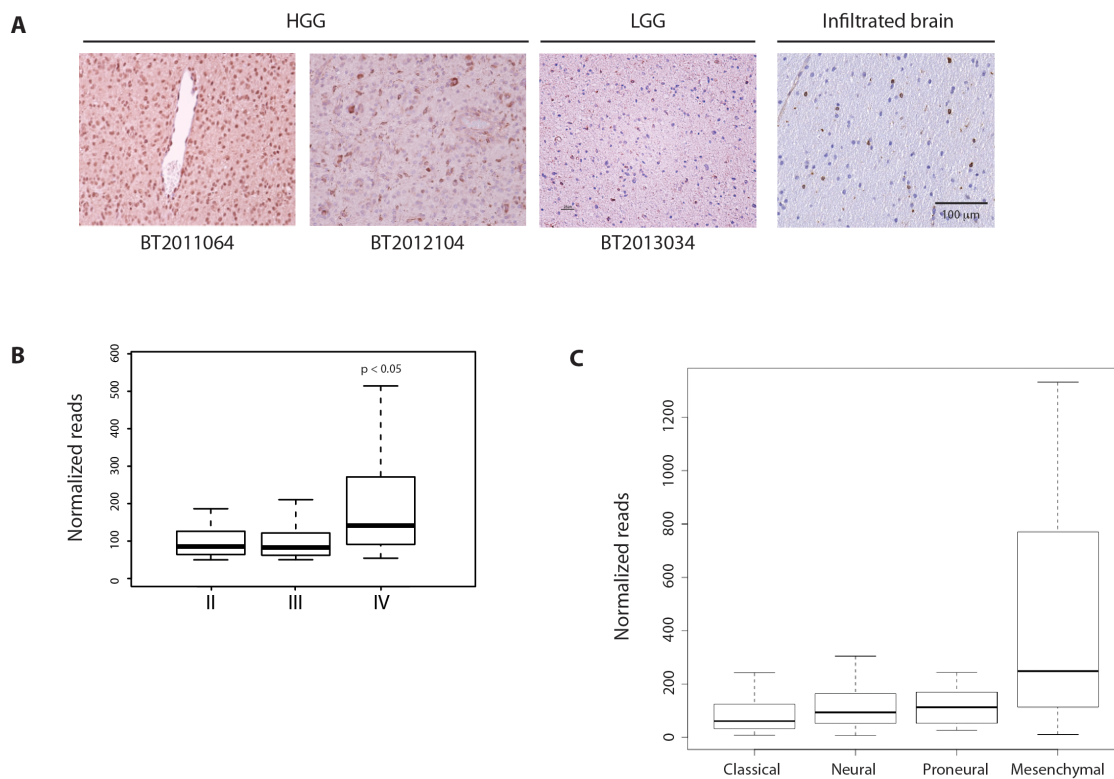 A
HGG
LGG
Infiltrated brain
100 µm
BT2011064
BT2012104
BT2013034
B
Normalized reads
600
500
400
300
200
100
0
p < 0.05
II
III
IV
C
Normalized reads
1200
1000
800
600
400
200
0
Classical
Neural
Proneural
Mesenchymal